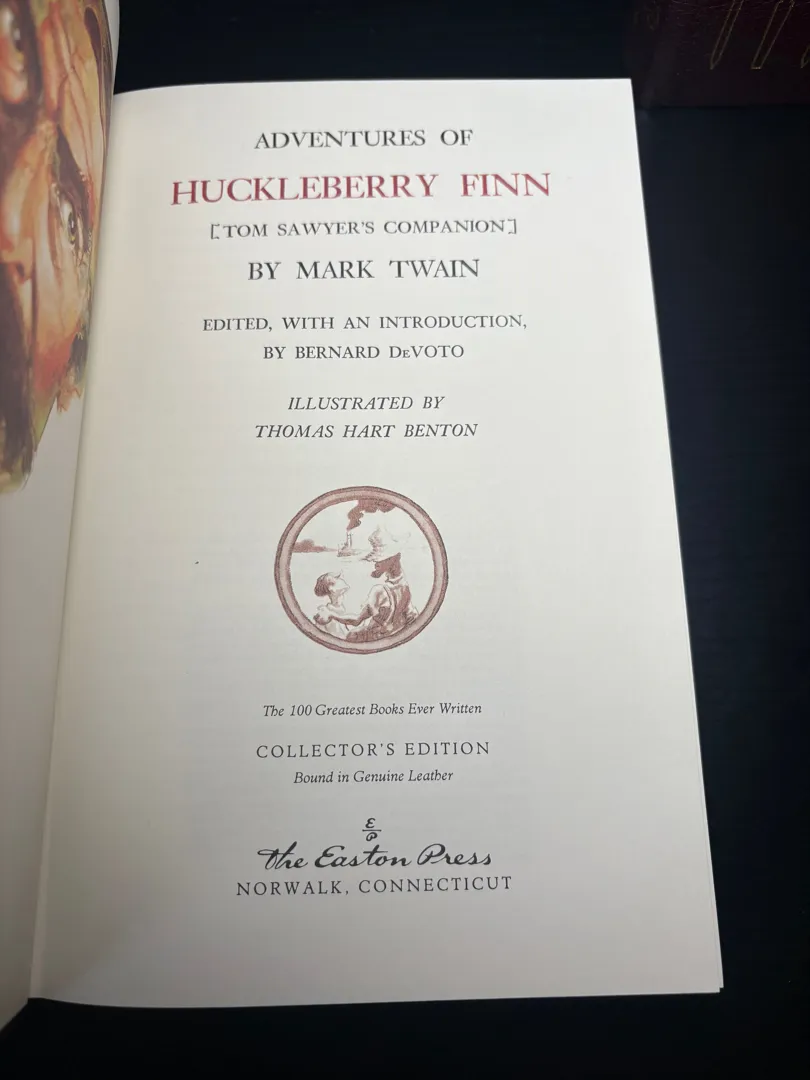 ADVENTURES OF
HUCKLEBERRY FINN
[TOM SAWYER'S COMPANION]
BY MARK TWAIN
EDITED, WITH AN INTRODUCTION,
BY BERNARD DeVOTO
ILLUSTRATED BY
THOMAS HART BENTON
The 100 Greatest Books Ever Written
COLLECTOR'S EDITION
Bound in Genuine Leather
E
P
The Easton Press
NORWALK, CONNECTICUT